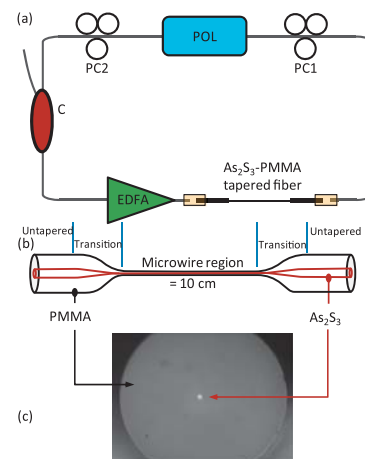 (a)
POL
PC2
PC1
C
As2S3-PMMA
tapered fiber
EDFA
Untapered
Untapered
(b)
Transition
Transition
Microwire region
= 10 cm
PMMA
As2S3
(c)